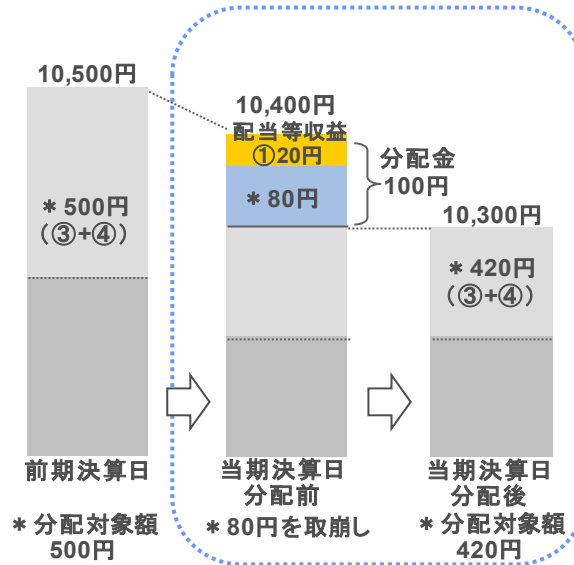 10,500円
＊500円
（③+④）
前期決算日
＊分配対象額
500円
10,400円
配当等収益
①20円
＊80円
分配金
100円
当期決算日
分配前
＊80円を取崩し
10,300円
＊420円
（③+④）
当期決算日
分配後
＊分配対象額
420円